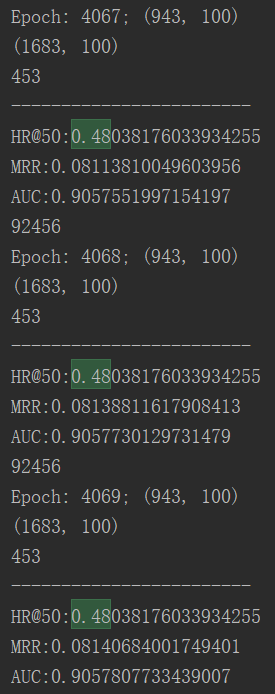 Epoch: 4067; (943, 100)
(1683, 100)
453
------------------------
HR@50:0.48038176033934255
MRR:0.08113810049603956
AUC:0.9057551997154197
92456
Epoch: 4068; (943, 100)
(1683, 100)
453
------------------------
HR@50:0.48038176033934255
MRR:0.08138811617908413
AUC:0.9057730129731479
92456
Epoch: 4069; (943, 100)
(1683, 100)
453
------------------------
HR@50:0.48038176033934255
MRR:0.08140684001749401
AUC:0.9057807733439007